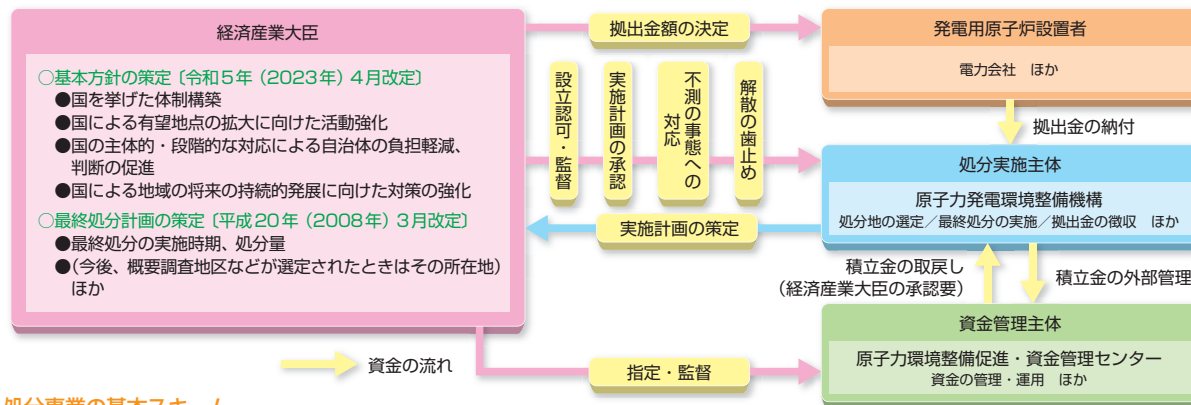 経済産業大臣
○基本方針の策定〔令和5年（2023年）4月改定〕
●国を挙げた体制構築
●国による有望地点の拡大に向けた活動強化
●国の主体的・段階的な対応による自治体の負担軽減、
判断の促進
●国による地域の将来の持続的発展に向けた対策の強化
○最終処分計画の策定〔平成20年（2008年）3月改定〕
●最終処分の実施時期、処分量
●（今後、概要調査地区などが選定されたときはその所在地）
ほか
拠出金額の決定
設立認可・監督
実施計画の承認
不測の事態への
対応
解散の歯止め
実施計画の策定
発電用原子炉設置者
電力会社　ほか
拠出金の納付
処分実施主体
原子力発電環境整備機構
処分地の選定／最終処分の実施／拠出金の徴収　ほか
積立金の取戻し
（経済産業大臣の承認要）
積立金の外部管理
資金管理主体
原子力環境整備促進・資金管理センター
資金の管理・運用　ほか
資金の流れ
指定・監督
処分事業の基本スキーム